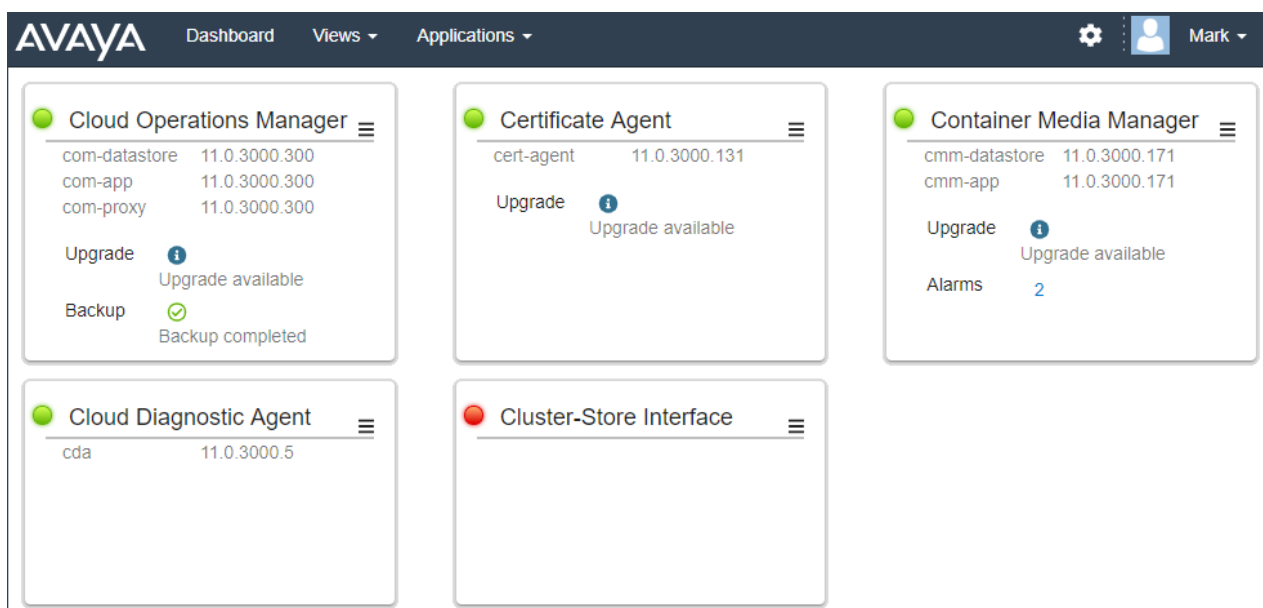 AVAYA Dashboard Views Applications Mark
Cloud Operations Manager
com-datastore 11.0.3000.300
com-app 11.0.3000.300
com-proxy 11.0.3000.300
Upgrade
Upgrade available
Backup
Backup completed
Certificate Agent
cert-agent 11.0.3000.131
Upgrade
Upgrade available
Container Media Manager
cmm-datastore 11.0.3000.171
cmm-app 11.0.3000.171
Upgrade
Upgrade available
Alarms 2
Cloud Diagnostic Agent
cda 11.0.3000.5
Cluster-Store Interface